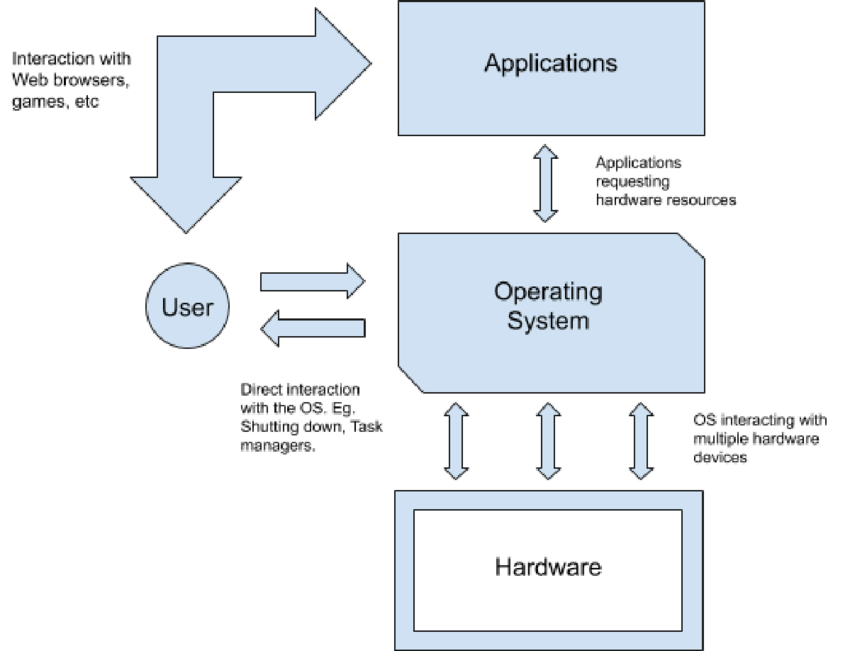 Interaction with
Web browsers,
games, etc
Applications
Applications
requesting
hardware resources
User
Operating
System
Direct interaction
with the OS. Eg.
Shutting down, Task
managers.
OS interacting with
multiple hardware
devices
Hardware